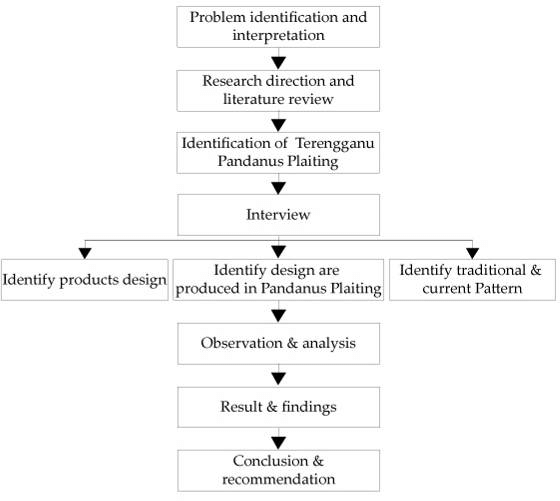 Problem identification and
interpretation
Research direction and
literature review
Identification of Terengganu
Pandanus Plaiting
Interview
Identify products design
Identify design are
produced in Pandanus Plaiting
Identify traditional &
current Pattern
Observation & analysis
Result & findings
Conclusion &
recommendation